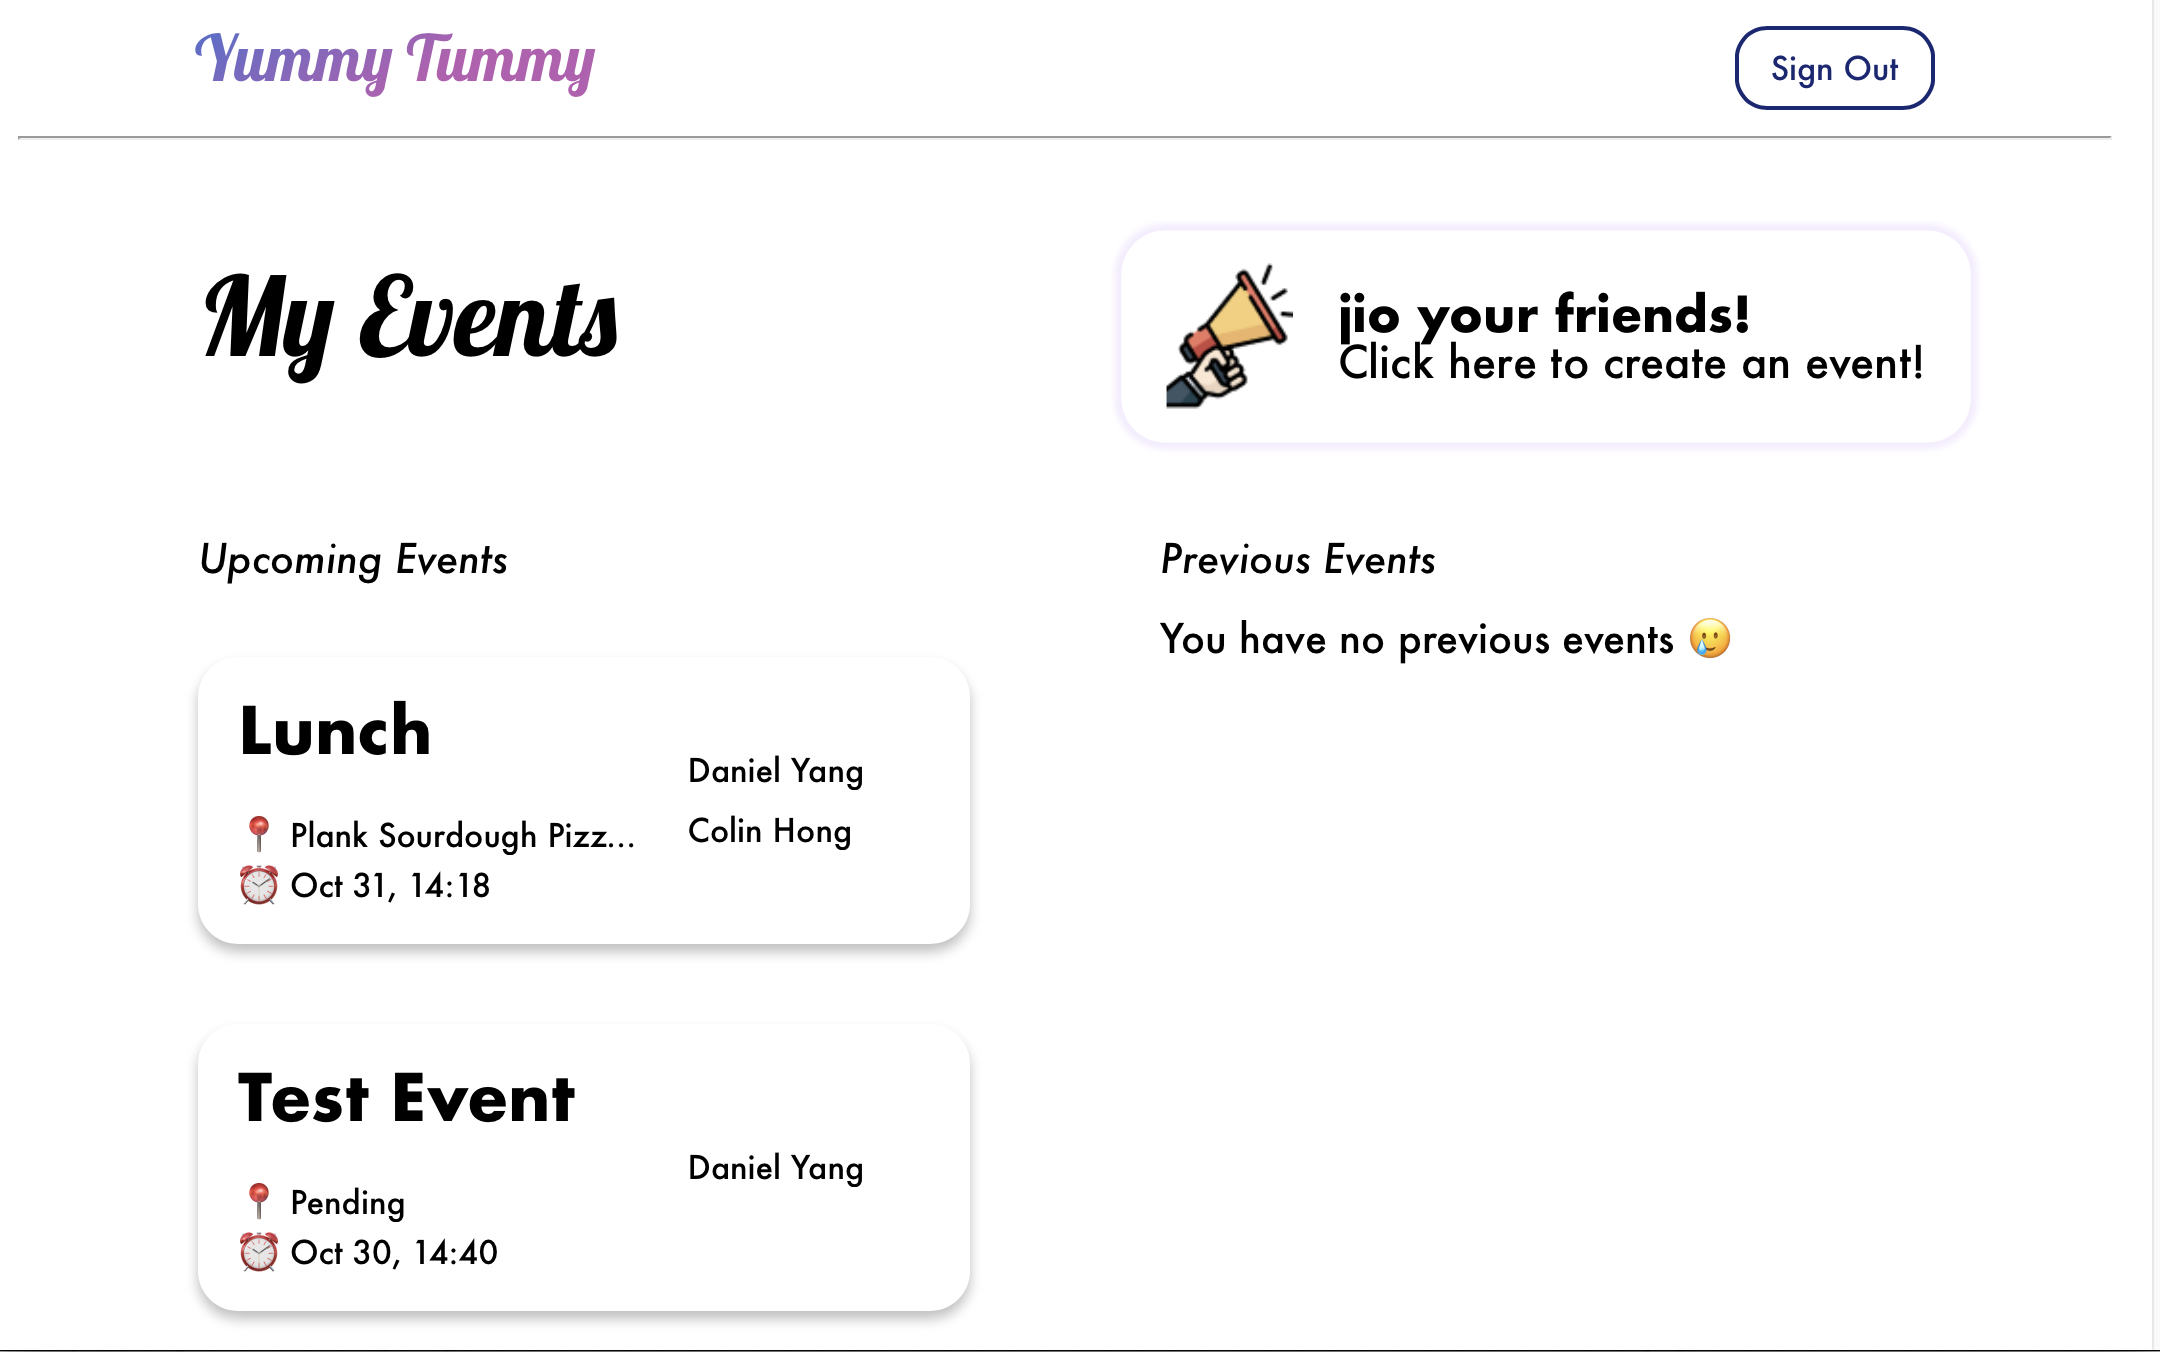 Yummy Tummy
Sign Out
My Events
jio your friends!
Click here to create an event!
Upcoming Events
Previous Events
You have no previous events 🥲
Lunch
Daniel Yang
Colin Hong
📍 Plank Sourdough Pizz...
⏰ Oct 31, 14:18
Test Event
Daniel Yang
📍 Pending
⏰ Oct 30, 14:40